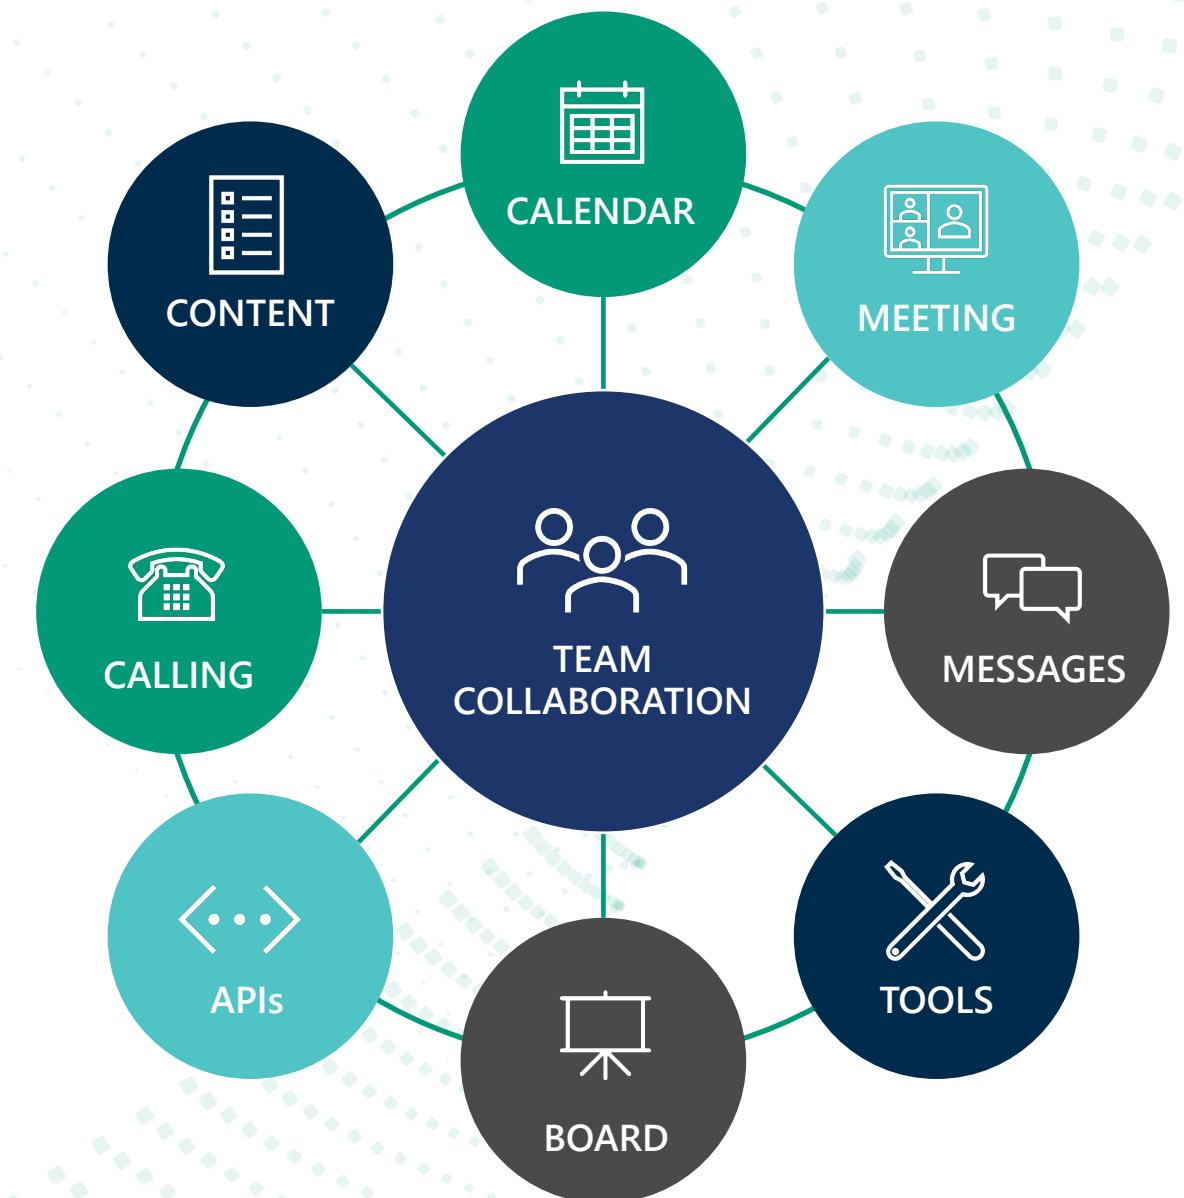 CALENDAR
CONTENT
MEETING
TEAM
COLLABORATION
CALLING
MESSAGES
APIs
TOOLS
BOARD